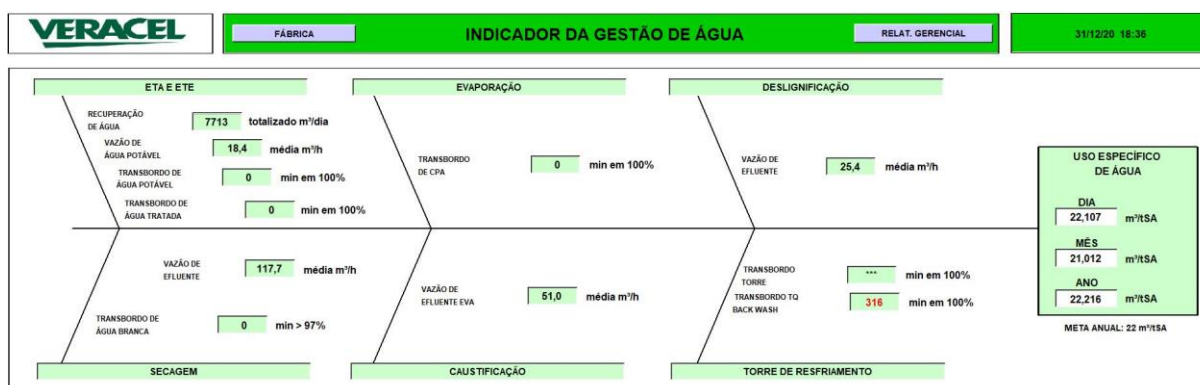 VERACEL
FÁBRICA
INDICADOR DA GESTÃO DE ÁGUA
RELAT. GERENCIAL
31/12/20 18:36
ETA E ETE
RECUPERAÇÃO
DE ÁGUA
7713 totalizado m³/dia
VAZÃO DE
ÁGUA POTÁVEL
18,4 média m³/h
TRANSBORDO DE
ÁGUA POTÁVEL
0 min em 100%
TRANSBORDO DE
ÁGUA TRATADA
0 min em 100%
EVAPORAÇÃO
TRANSBORDO
DE CPA
0 min em 100%
DESLIGNIFICAÇÃO
VAZÃO DE
EFLUENTE
25,4 média m³/h
VAZÃO DE
EFLUENTE
117,7 média m³/h
TRANSBORDO DE
ÁGUA BRANCA
0 min > 97%
SECAGEM
VAZÃO DE
EFLUENTE EVA
51,0 média m³/h
CAUSTIFICAÇÃO
TRANSBORDO
TORRE
*** min em 100%
TRANSBORDO TQ
BACK WASH
316 min em 100%
TORRE DE RESFRIAMENTO
USO ESPECÍFICO
DE ÁGUA
DIA
22,107 m³/tSA
MÊS
21,012 m³/tSA
ANO
22,216 m³/tSA
META ANUAL: 22 m³/tSA